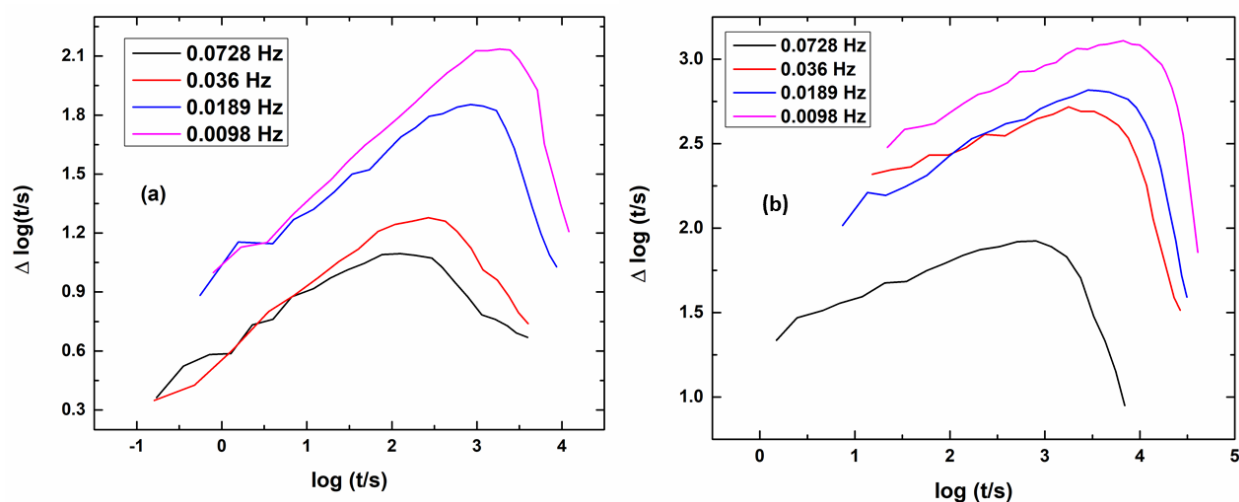 0.0728 Hz
0.036 Hz
0.0189 Hz
0.0098 Hz
(a)
Δ log(t/s)
2.1
1.8
1.5
1.2
0.9
0.6
0.3
-1 0 1 2 3 4
log (t/s)
0.0728 Hz
0.036 Hz
0.0189 Hz
0.0098 Hz
(b)
Δ log (t/s)
3.0
2.5
2.0
1.5
1.0
0 1 2 3 4 5
log (t/s)